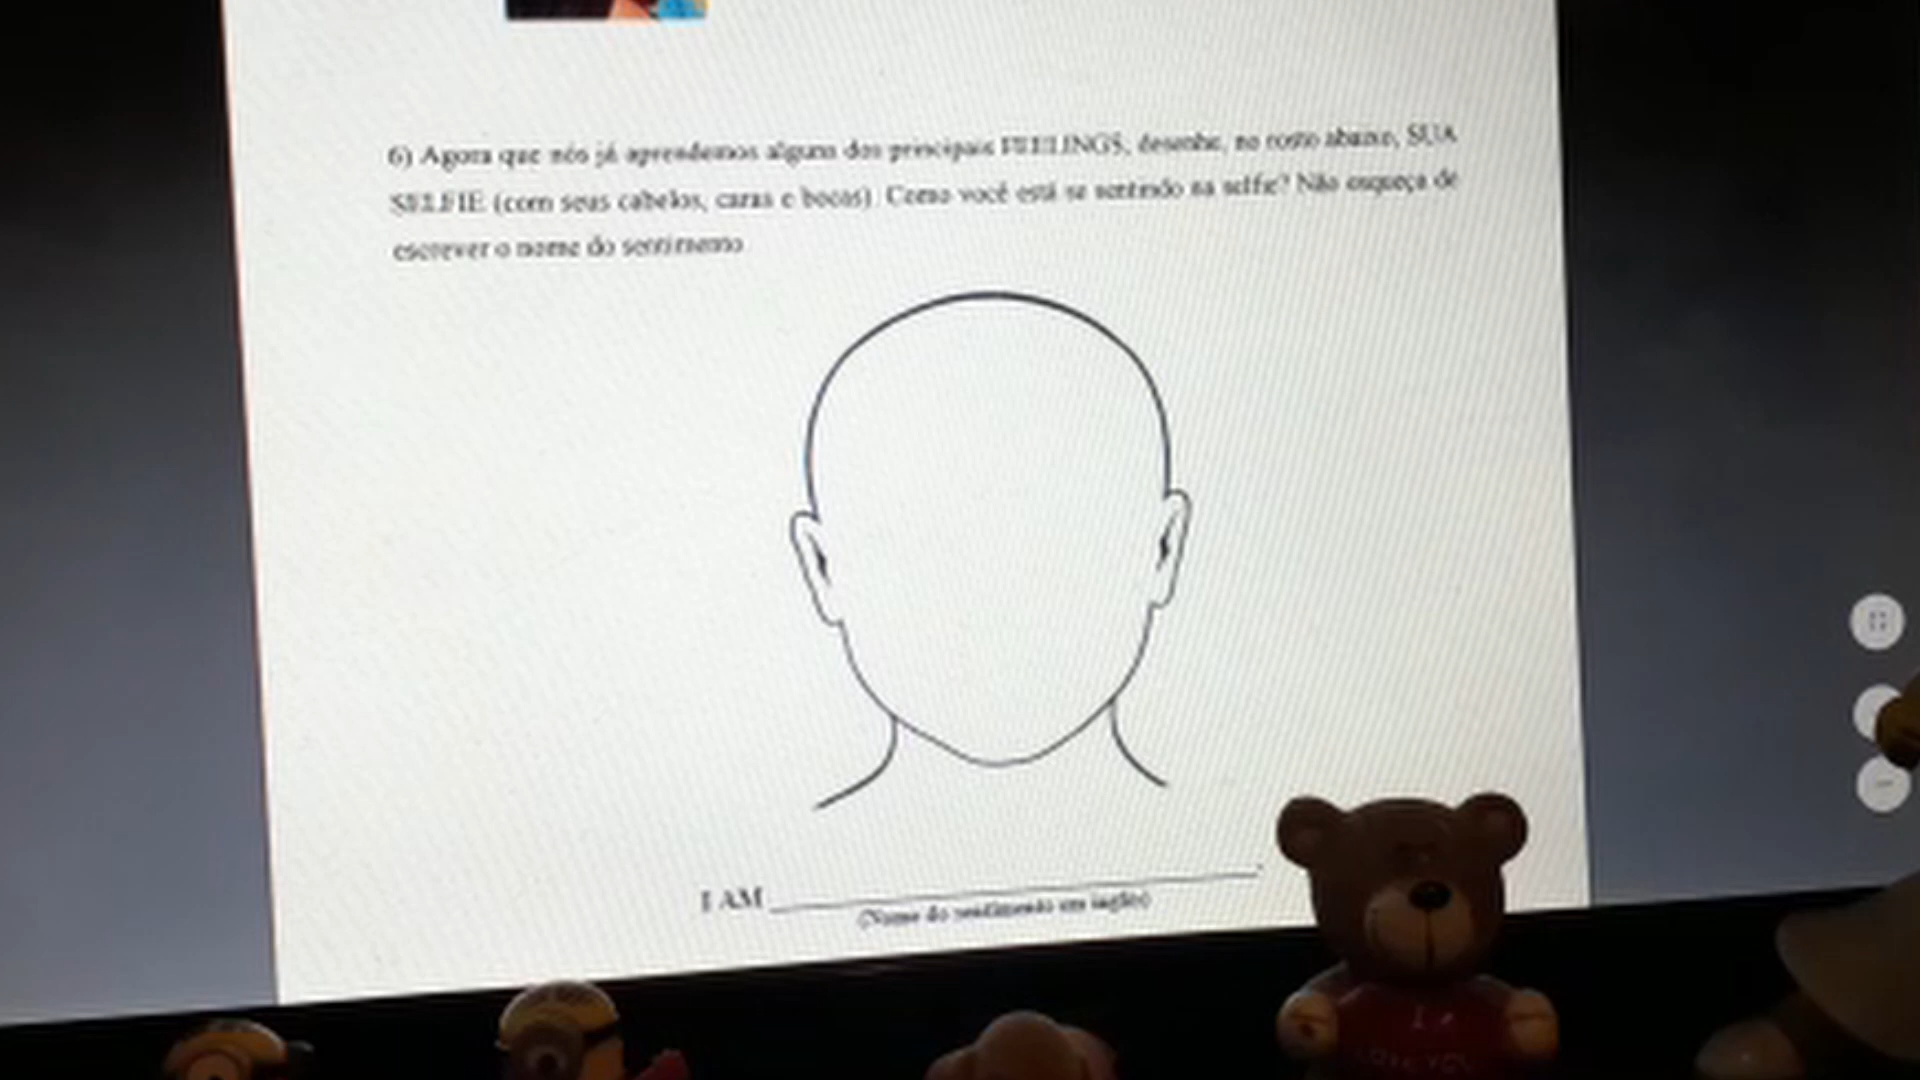 6) Agora que nós já aprendemos alguns dos principais FEELINGS, desenhe, no rosto abaixo, SUA
SELFIE (com seus cabelos, caras e bocas). Como você está se sentindo na selfie? Não esqueça de
escrever o nome do sentimento
I AM
(Nome do sentimento em inglês)
LOVE YOU